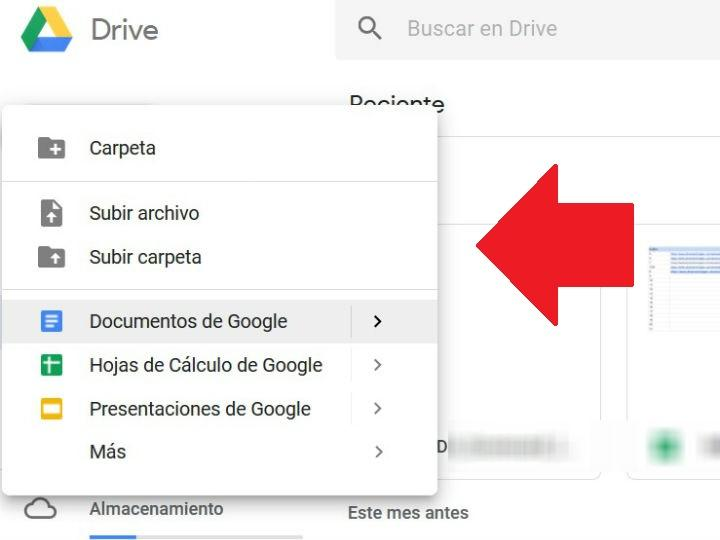 Drive
Buscar en Drive
Reciente
Carpeta
Subir archivo
Subir carpeta
Documentos de Google
Hojas de Cálculo de Google
Presentaciones de Google
Más
Almacenamiento
Este mes antes